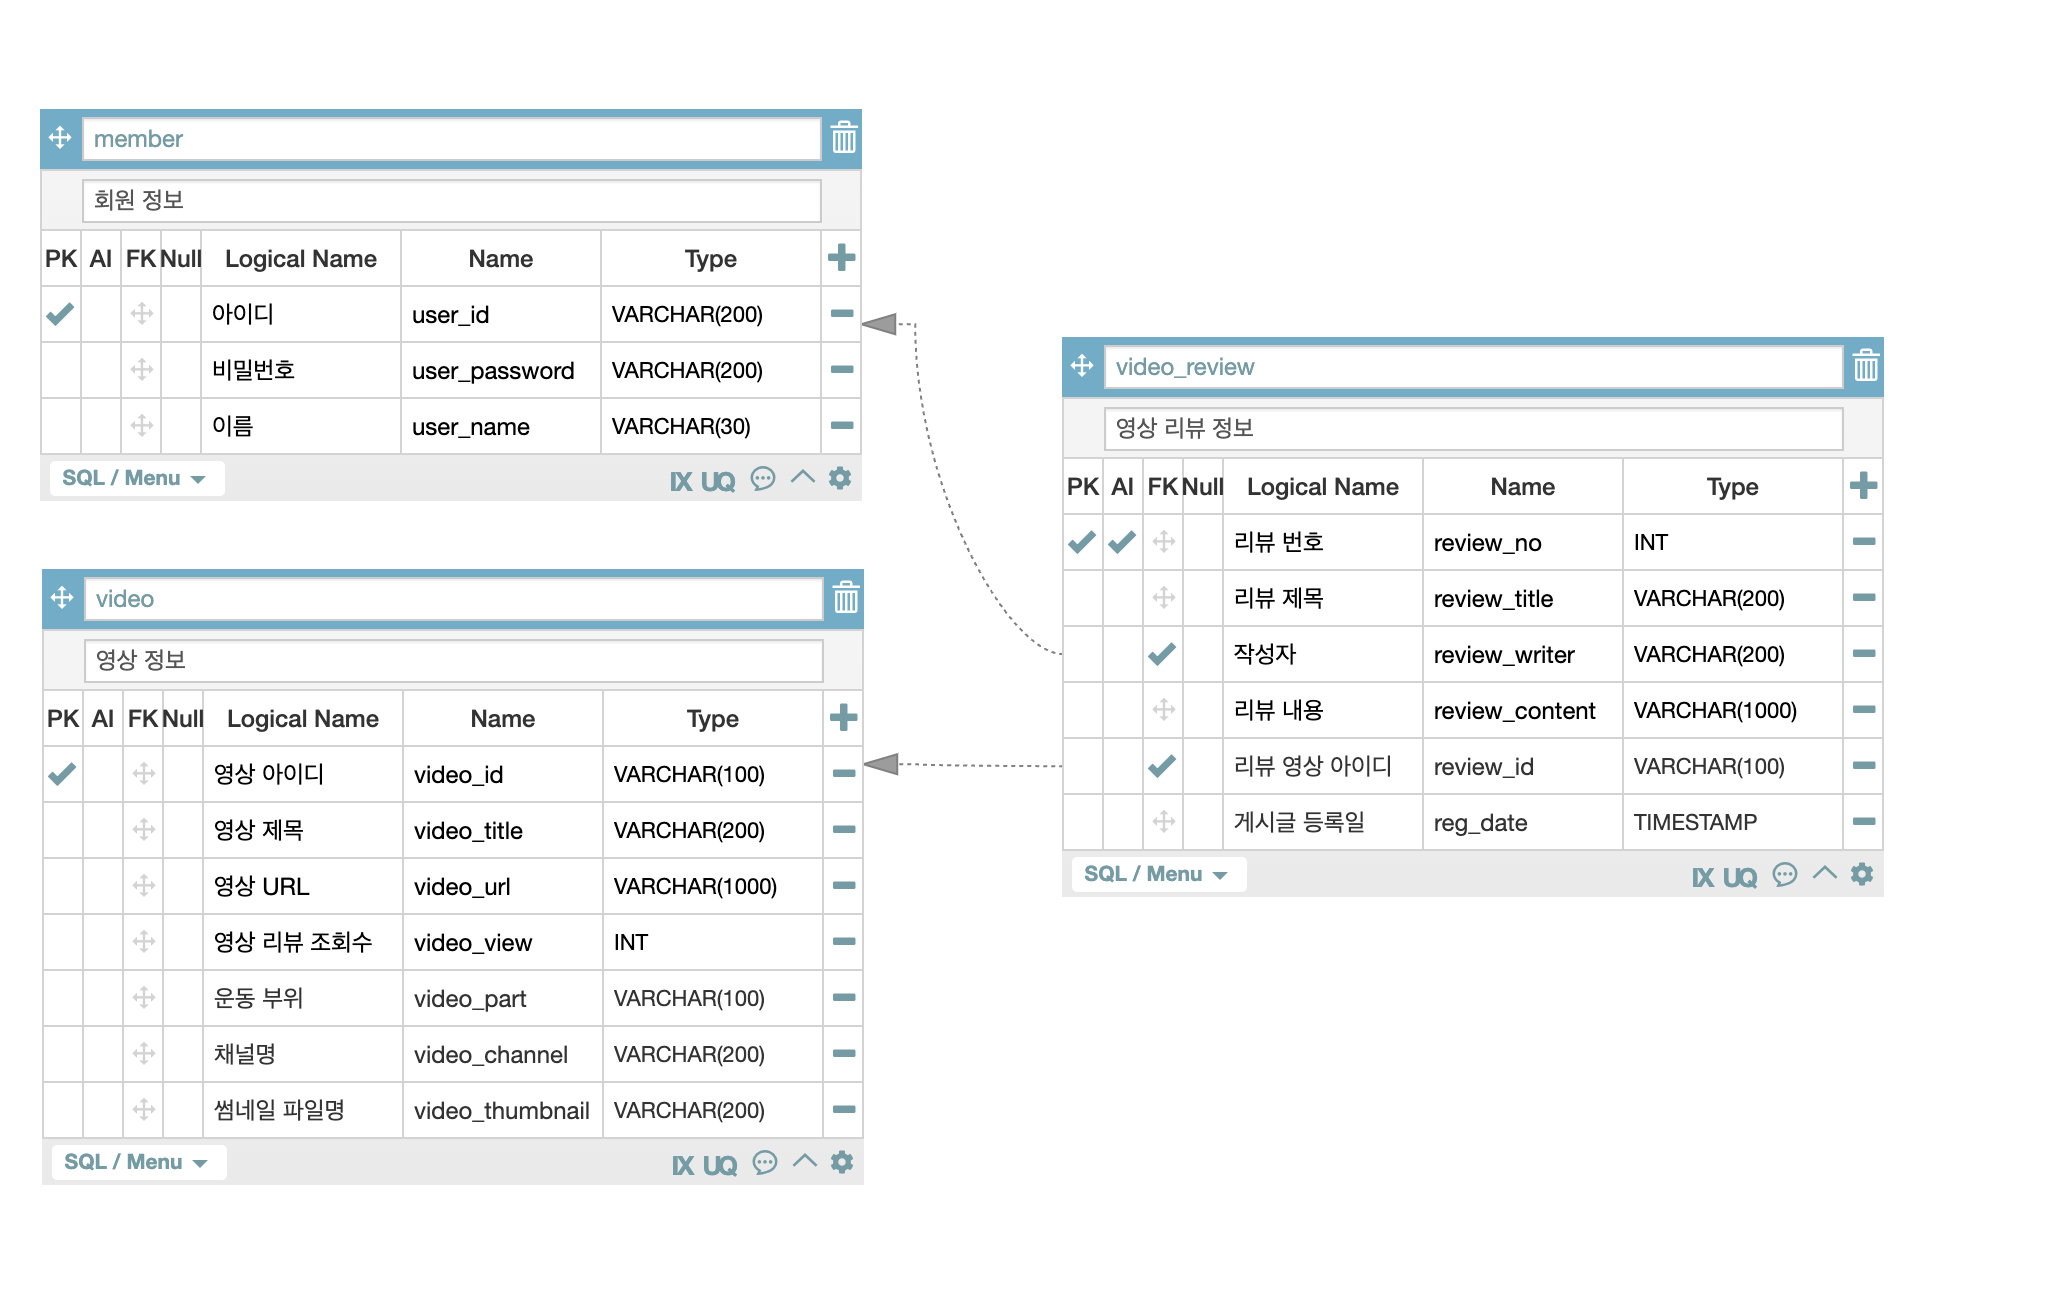 member
회원 정보
PK AI FK Null Logical Name Name Type
아이디 user_id VARCHAR(200)
비밀번호 user_password VARCHAR(200)
이름 user_name VARCHAR(30)
SQL / Menu IX UQ
video
영상 정보
PK AI FK Null Logical Name Name Type
영상 아이디 video_id VARCHAR(100)
영상 제목 video_title VARCHAR(200)
영상 URL video_url VARCHAR(1000)
영상 리뷰 조회수 video_view INT
운동 부위 video_part VARCHAR(100)
채널명 video_channel VARCHAR(200)
썸네일 파일명 video_thumbnail VARCHAR(200)
SQL / Menu IX UQ
video_review
영상 리뷰 정보
PK AI FK Null Logical Name Name Type
리뷰 번호 review_no INT
리뷰 제목 review_title VARCHAR(200)
작성자 review_writer VARCHAR(200)
리뷰 내용 review_content VARCHAR(1000)
리뷰 영상 아이디 review_id VARCHAR(100)
게시글 등록일 reg_date TIMESTAMP
SQL / Menu IX UQ